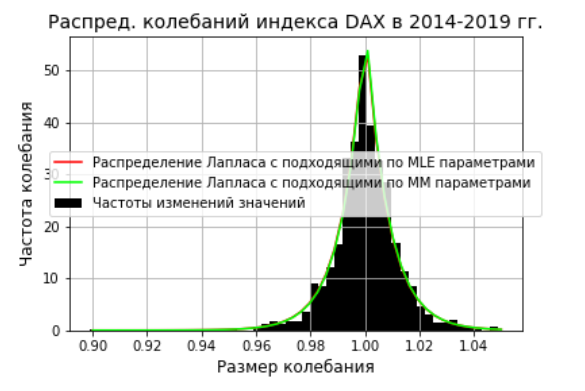 Распред. колебаний индекса DAX в 2014-2019 гг.
Частота колебания
50
40
30
20
10
0
Распределение Лапласа с подходящими по MLE параметрами
Распределение Лапласа с подходящими по MM параметрами
Частоты изменений значений
0.90 0.92 0.94 0.96 0.98 1.00 1.02 1.04
Размер колебания